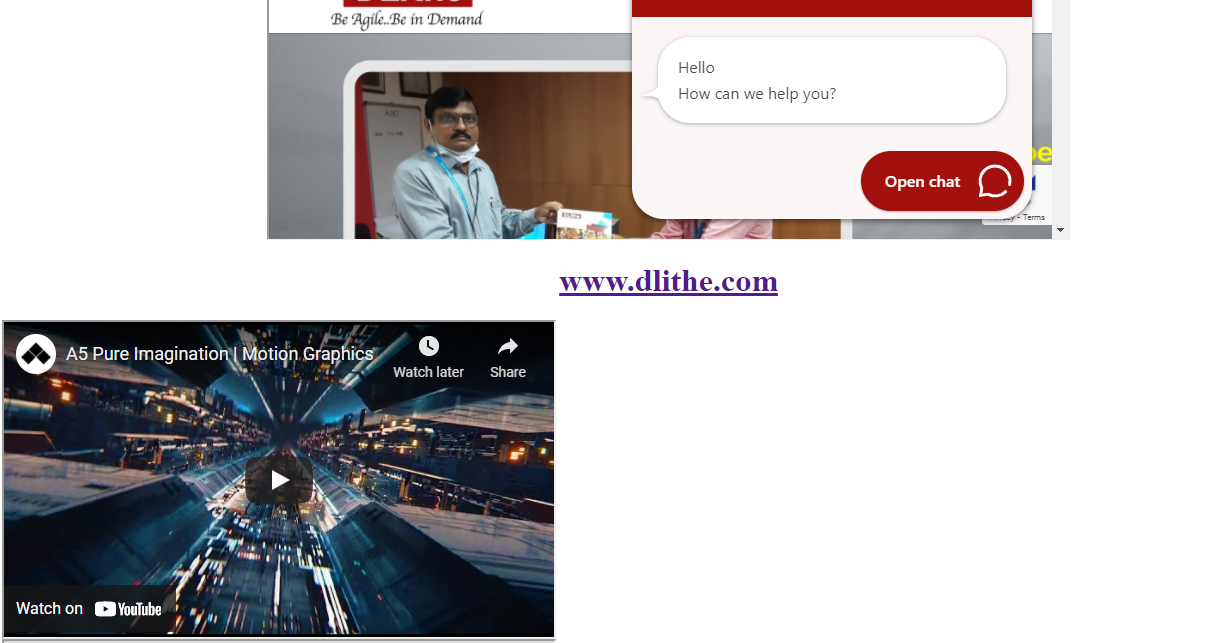 Be Agile..Be in Demand
Hello
How can we help you?
Open chat
Terms
www.dlithe.com
A5 Pure Imagination | Motion Graphics
Watch later
Share
Watch on YouTube